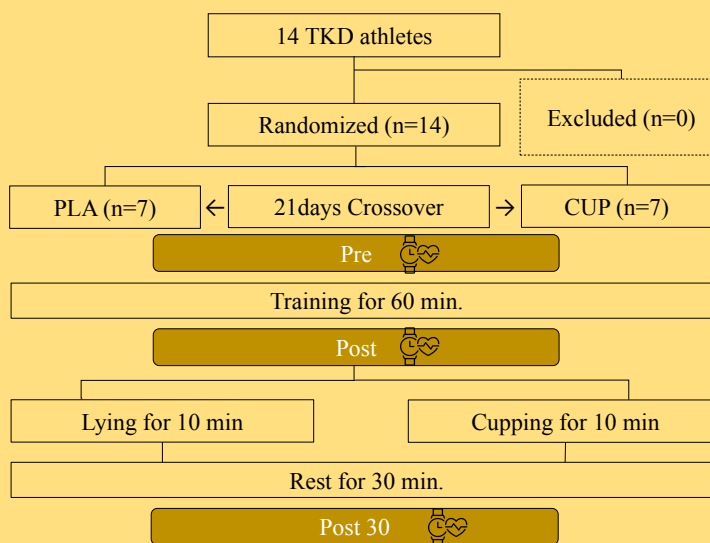 14 TKD athletes
Excluded (n=0)
Randomized (n=14)
PLA (n=7)
21days Crossover
CUP (n=7)
Pre
Training for 60 min.
Post
Lying for 10 min
Cupping for 10 min
Rest for 30 min.
Post 30